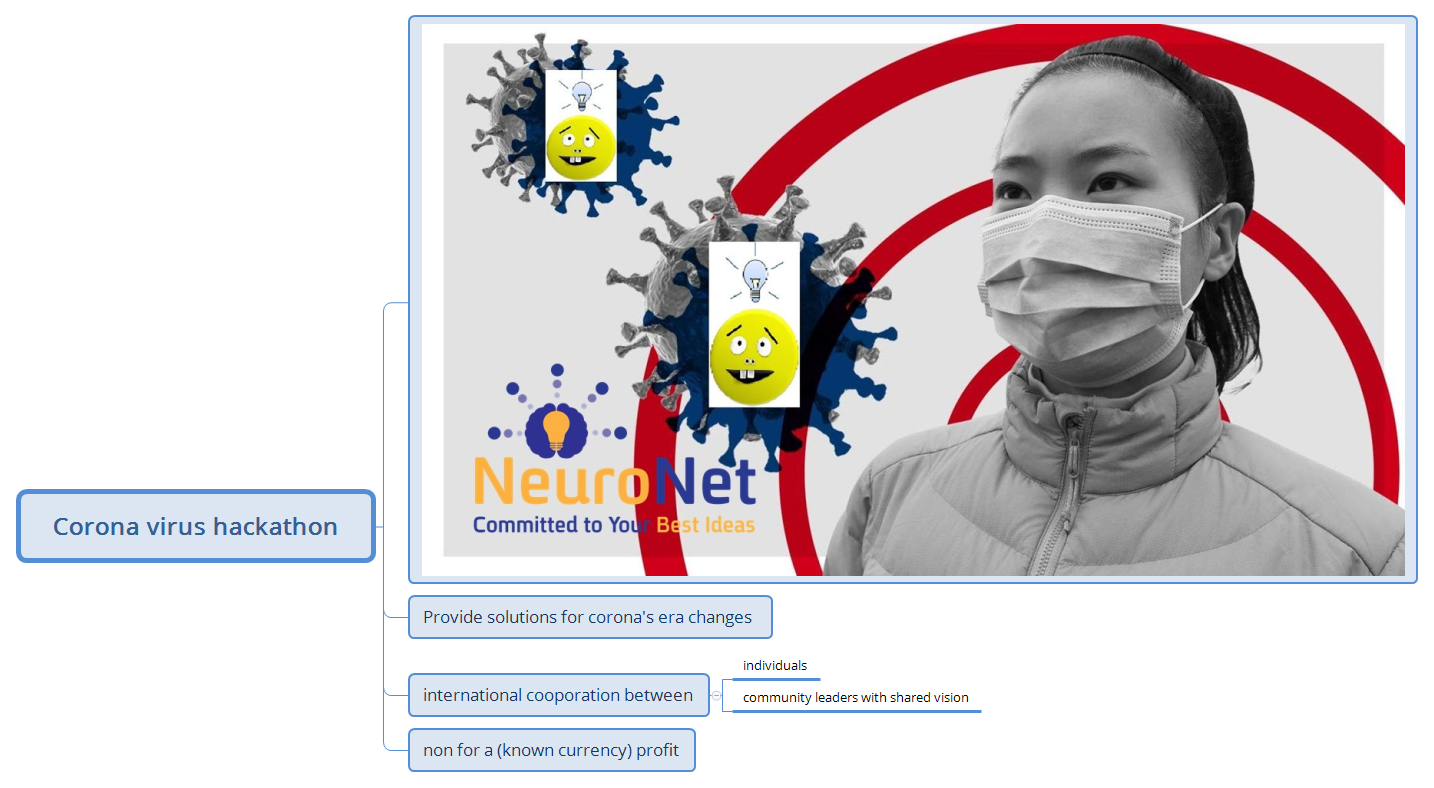 NeuroNet
Committed to Your Best Ideas
Corona virus hackathon
Provide solutions for corona's era changes
individuals
international cooporation between
community leaders with shared vision
non for a (known currency) profit